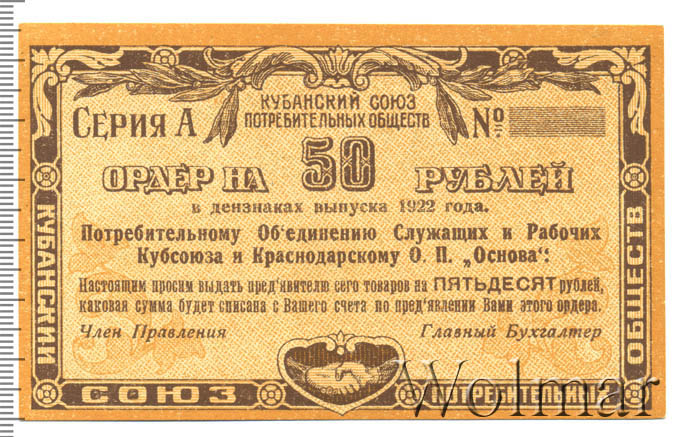 КУБАНСКИЙ СОЮЗ
ПОТРЕБИТЕЛЬНЫХ ОБЩЕСТВ
СЕРИЯ А
№
ОРДЕР НА 50 РУБЛЕЙ
в дензнаках выпуска 1922 года.
Потребительному Об'единению Служащих и Рабочих
Кубсоюза и Краснодарскому О. П. „Основа“:
Настоящим просим выдать пред'явителю сего товаров на ПЯТЬДЕСЯТ рублей,
каковая сумма будет списана с Вашего счета по пред'явлении Вами этого ордера.
Член Правления
Главный Бухгалтер
КУБАНСКИЙ
СОЮЗ
ПОТРЕБИТЕЛЬНЫХ
ОБЩЕСТВ
Wolmar